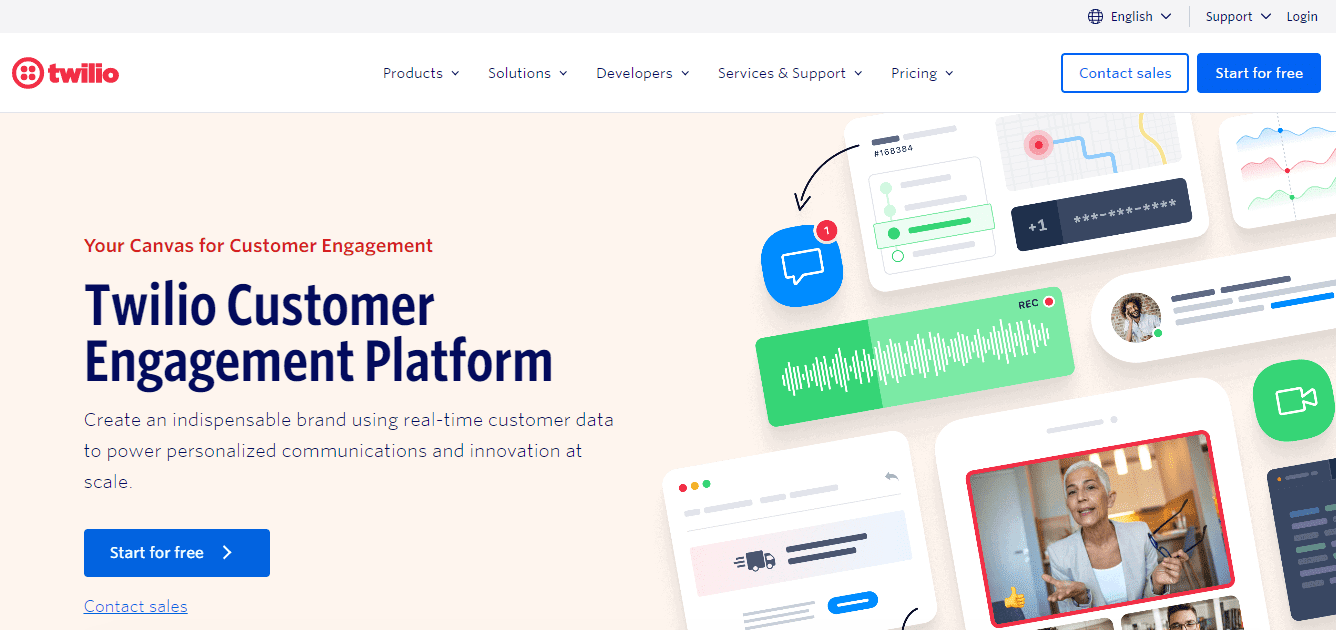 English
Support
Login
twilio
Products
Solutions
Developers
Services & Support
Pricing
Contact sales
Start for free
Your Canvas for Customer Engagement
Twilio Customer
Engagement Platform
Create an indispensable brand using real-time customer data
to power personalized communications and innovation at
scale.
Start for free
Contact sales
#168384
+1 ***-***-****
1
REC